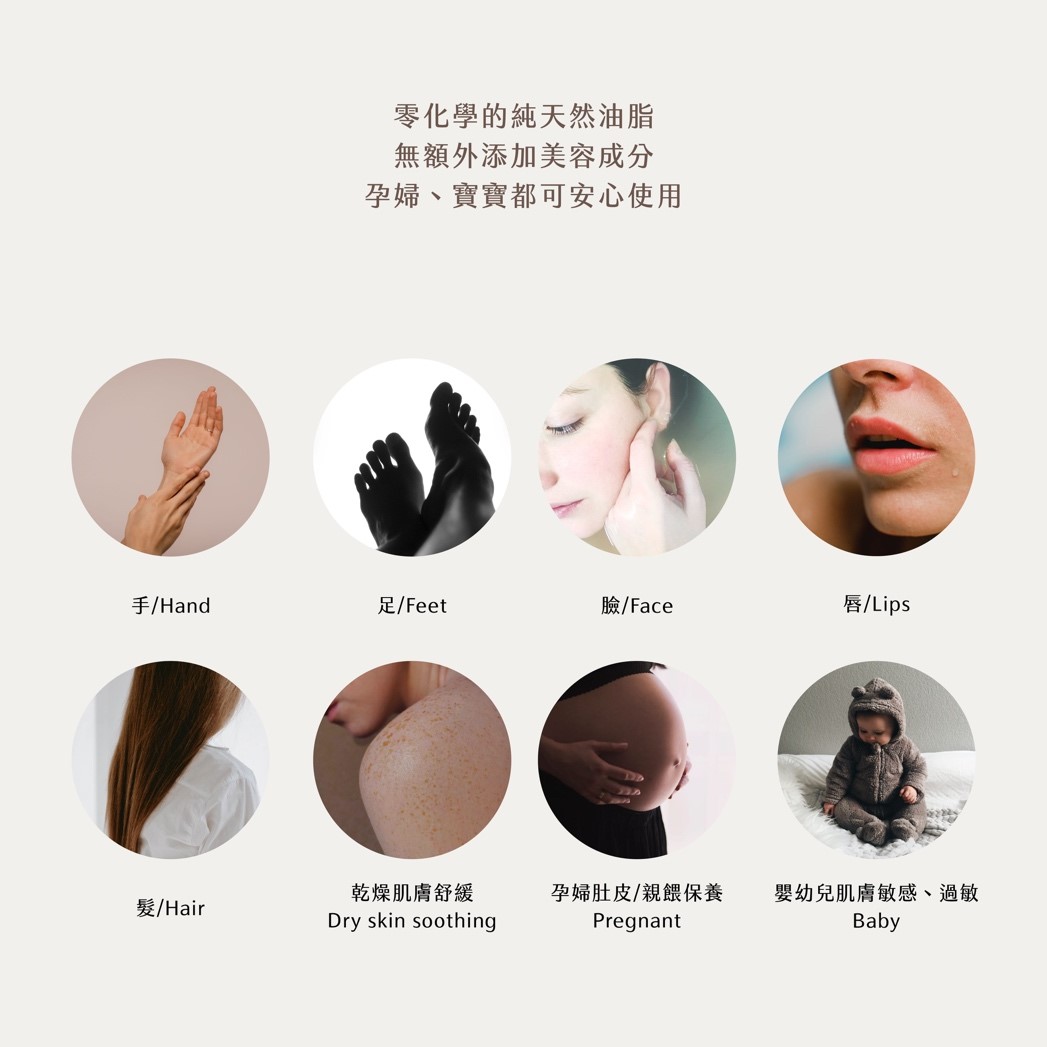 零化學的純天然油脂
無額外添加美容成分
孕婦、寶寶都可安心使用
手/Hand
足/Feet
臉/Face
唇/Lips
髮/Hair
乾燥肌膚舒緩
Dry skin soothing
孕婦肚皮/親餵保養
Pregnant
嬰幼兒肌膚敏感、過敏
Baby